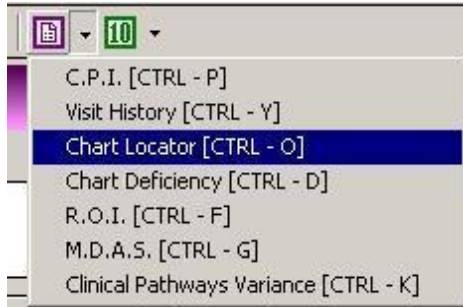 10
C.P.I. [CTRL - P]
Visit History [CTRL - Y]
Chart Locator [CTRL - O]
Chart Deficiency [CTRL - D]
R.O.I. [CTRL - F]
M.D.A.S. [CTRL - G]
Clinical Pathways Variance [CTRL - K]